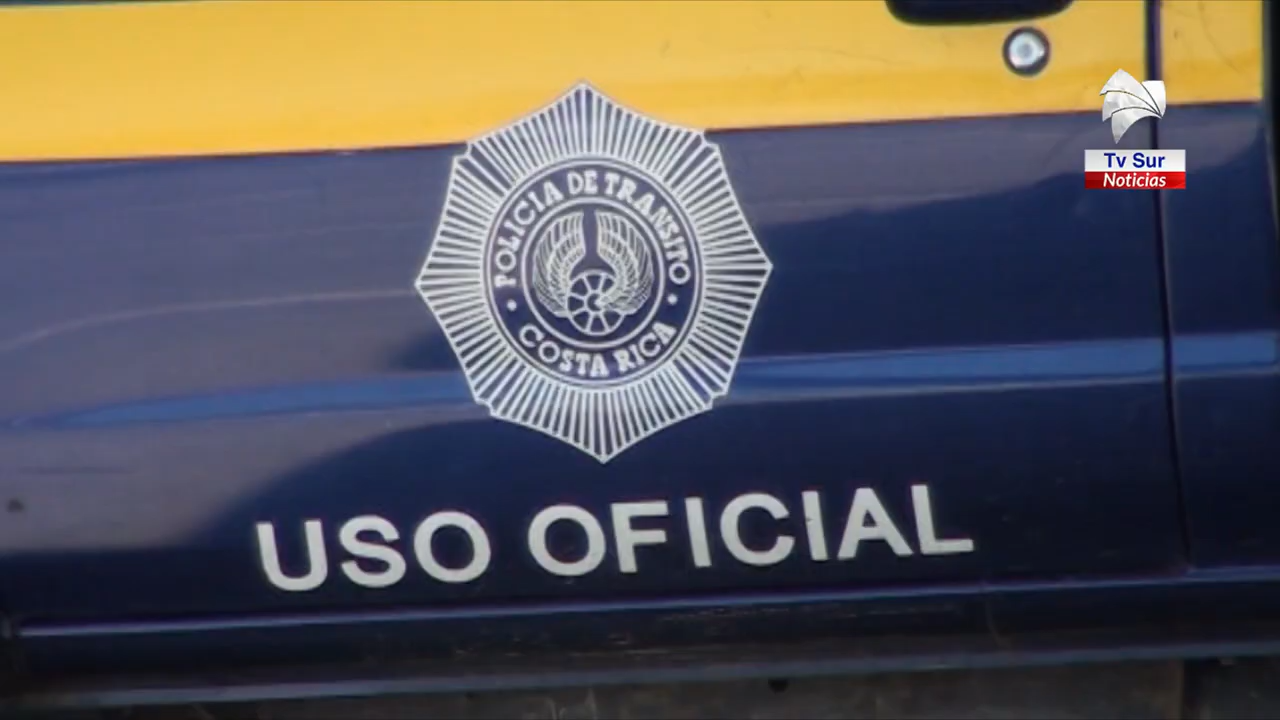 Tv Sur
Noticias
POLICIA DE TRANSITO
COSTA RICA
USO OFICIAL